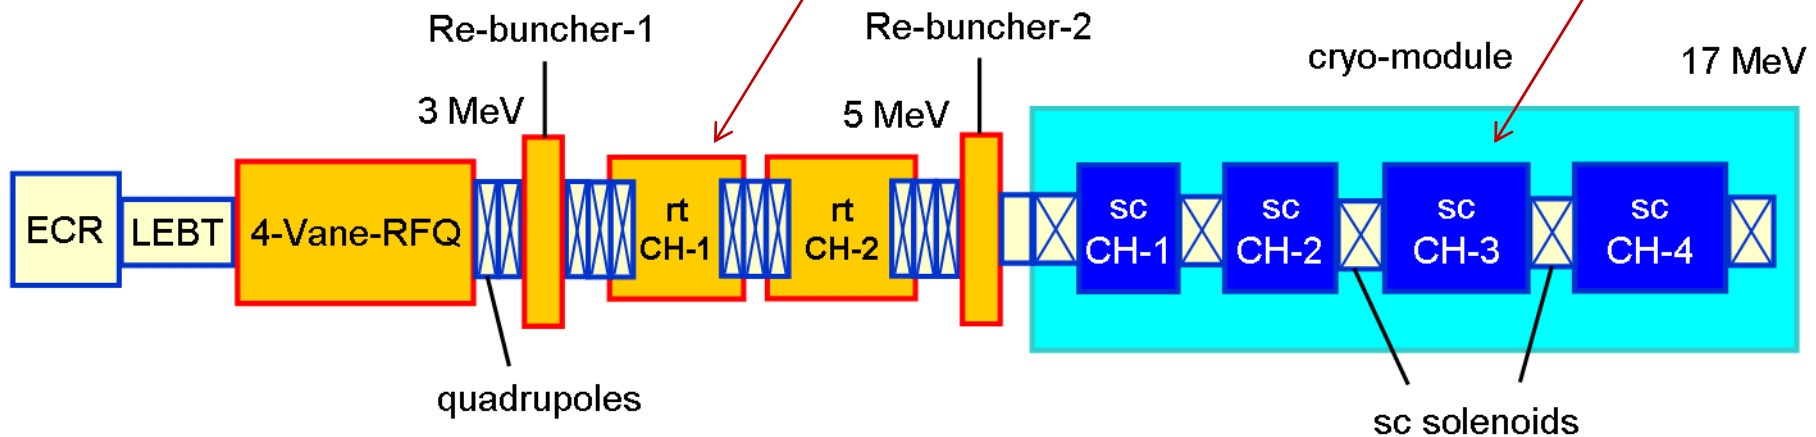 Re-buncher-1
Re-buncher-2
cryo-module
17 MeV
3 MeV
5 MeV
ECR
LEBT
4-Vane-RFQ
rt
CH-1
rt
CH-2
sc
CH-1
sc
CH-2
sc
CH-3
sc
CH-4
quadrupoles
sc solenoids